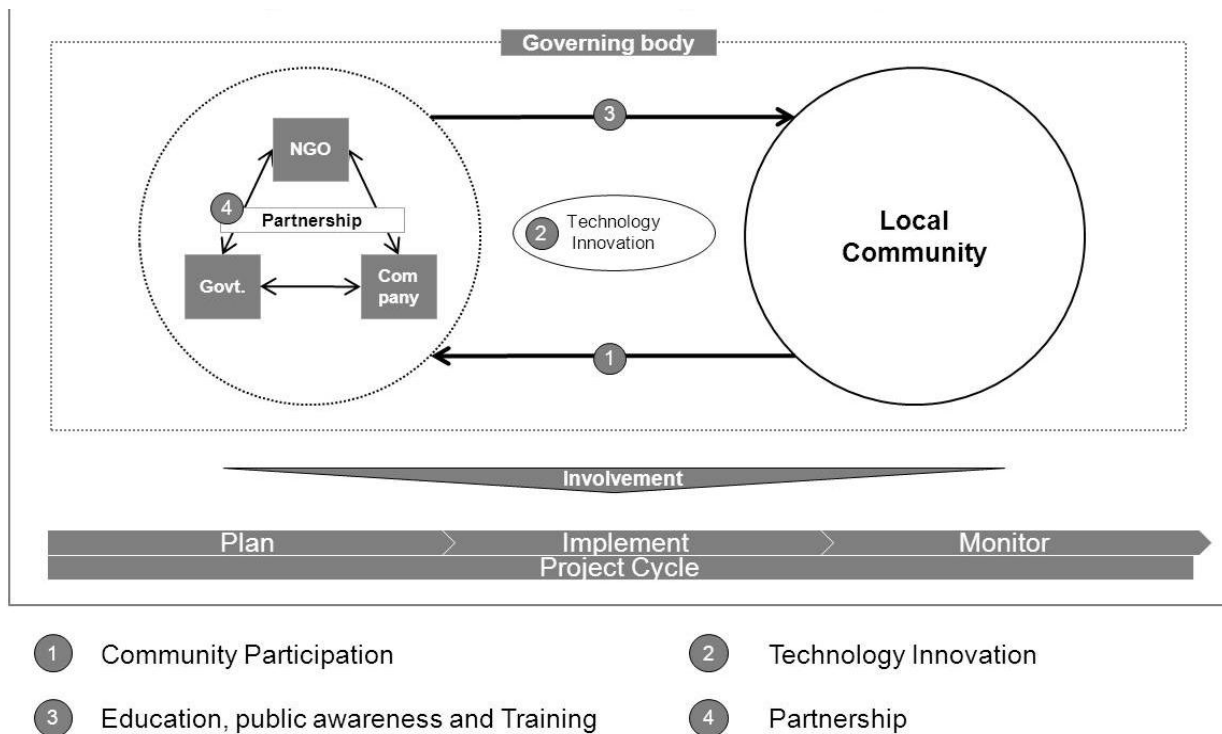 Governing body
3
NGO
4
Partnership
Govt.
Com
pany
2
Technology
Innovation
Local
Community
1
Involvement
Plan
Implement
Monitor
Project Cycle
1 Community Participation
2 Technology Innovation
3 Education, public awareness and Training
4 Partnership